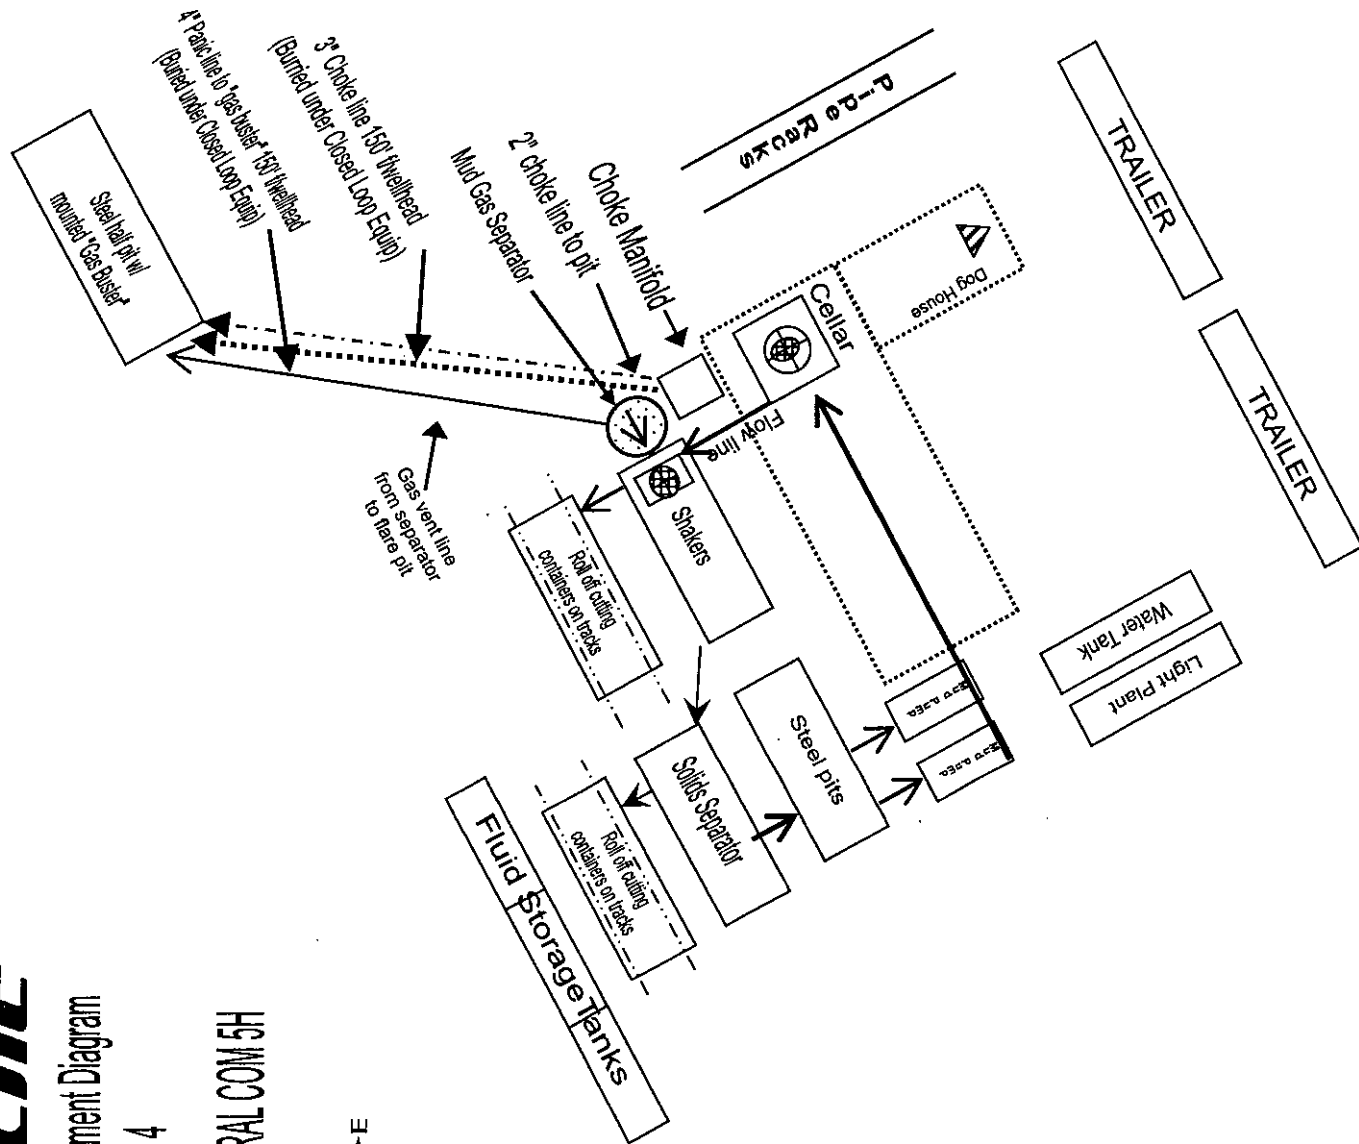 ment Diagram
4
RAL COM 5H
E
4" Panic line to "gas buster" 150' f/wellhead
(Buried under Closed Loop Equip)
3" Choke line 150' f/wellhead
(Burried under Closed Loop Equip)
Mud Gas Separator
2" choke line to pit
Choke Manifold
Pipe Racks
TRAILER
TRAILER
Steel half pit w/
mounted "Gas Buster"
Dog House
Cellar
Flow line
Gas vent line
from separator
to flare pit
Shakers
Roll off cutting
containers on tracks
Water Tank
Light Plant
Steel pits
Solids Separator
Roll off cutting
containers on tracks
Fluid Storage Tanks